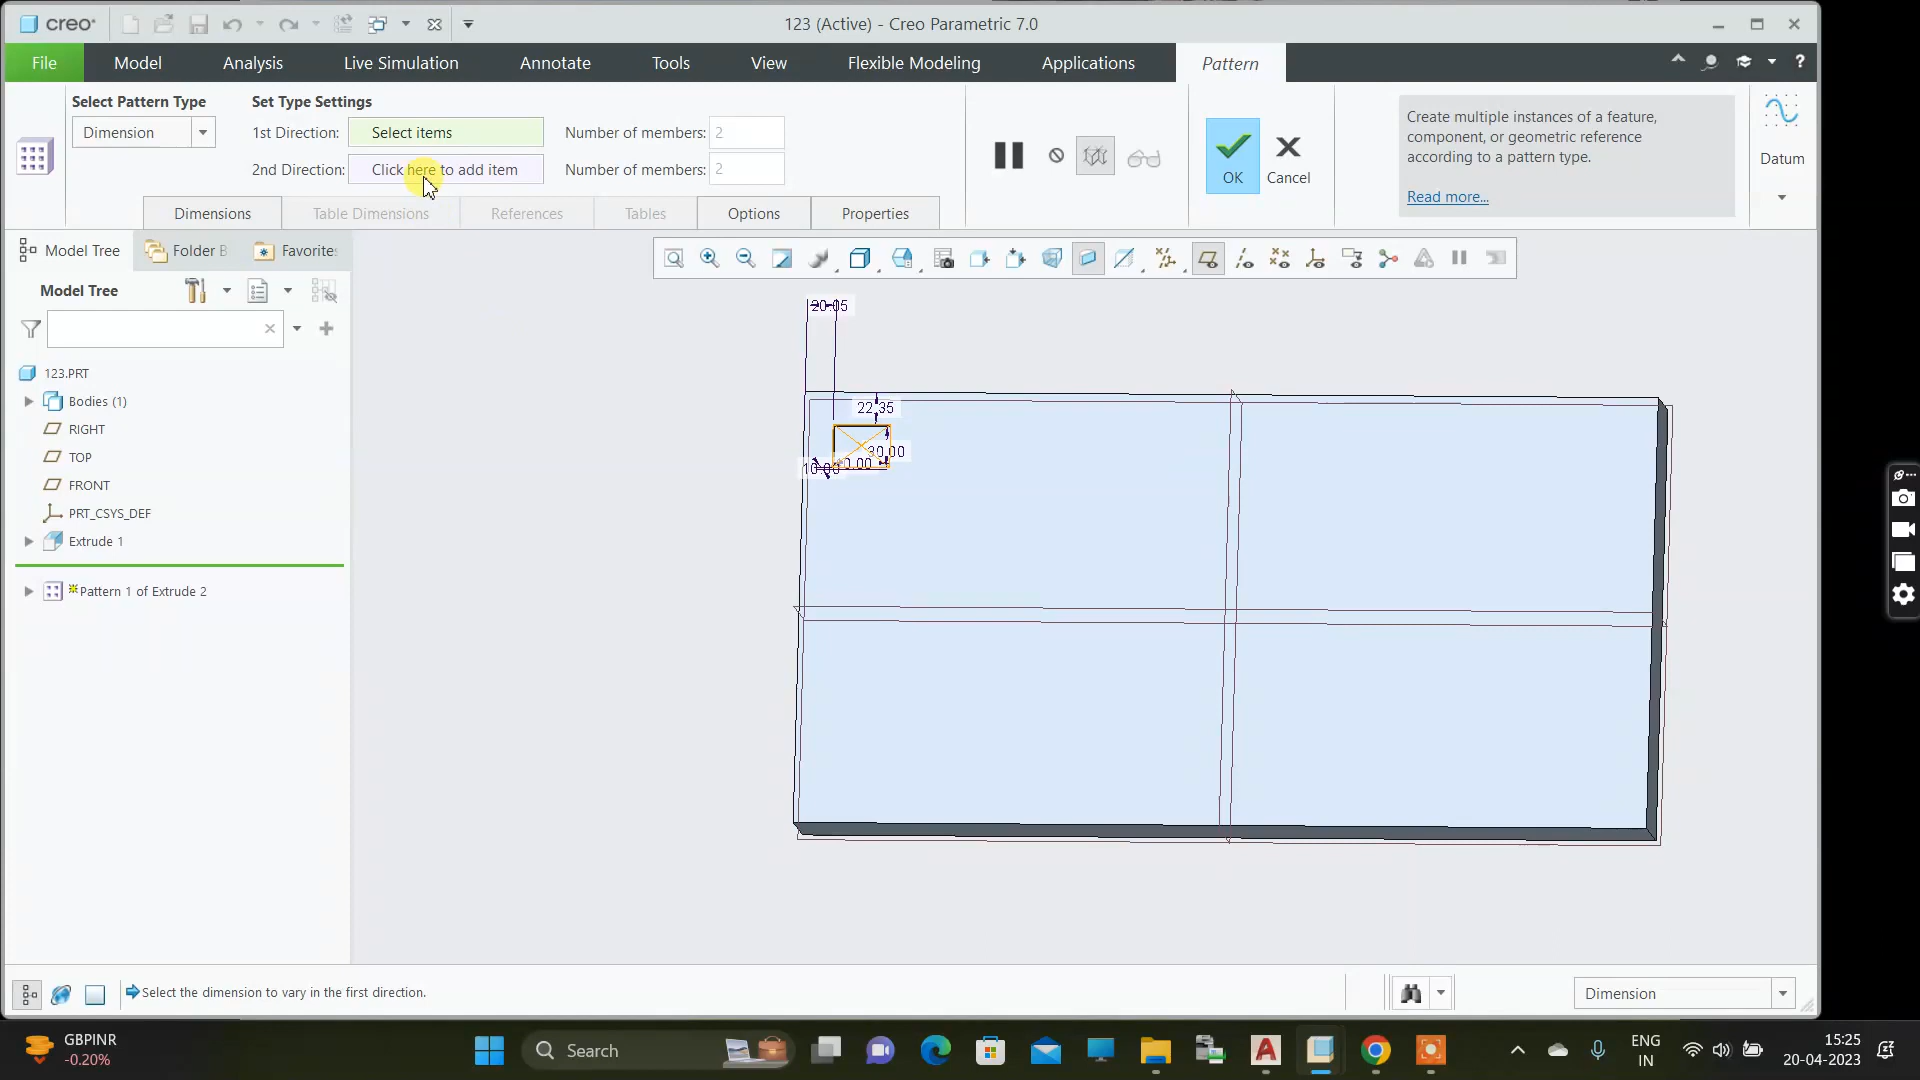 creo®
123 (Active) - Creo Parametric 7.0
File Model Analysis Live Simulation Annotate Tools View Flexible Modeling Applications Pattern
Select Pattern Type
Set Type Settings
Dimension
1st Direction: Select items Number of members: 2
2nd Direction: Click here to add item Number of members: 2
OK
Cancel
Create multiple instances of a feature,
component, or geometric reference
according to a pattern type.
Read more...
Datum
Dimensions Table Dimensions References Tables Options Properties
Model Tree Folder B Favorite
Model Tree
123.PRT
Bodies (1)
RIGHT
TOP
FRONT
PRT_CSYS_DEF
Extrude 1
Pattern 1 of Extrude 2
20.05
22.35
30.00
10.00
Select the dimension to vary in the first direction.
Dimension
GBPINR
-0.20%
Search
ENG
IN
15:25
20-04-2023